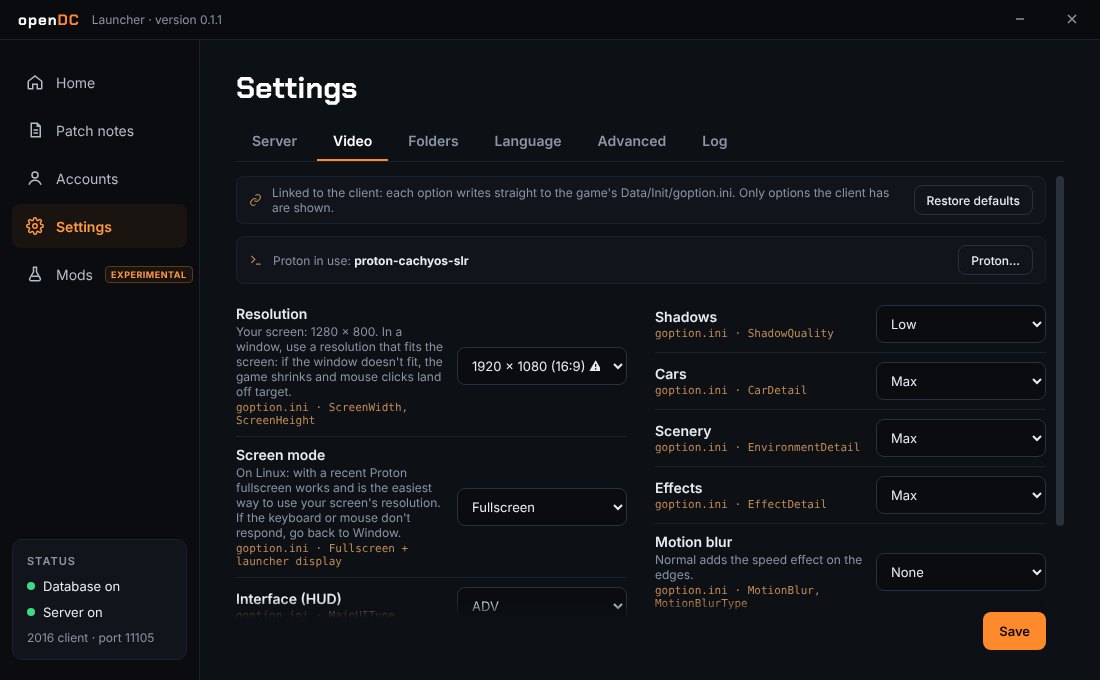 openDC Launcher · version 0.1.1
Home
Patch notes
Accounts
Settings
Mods EXPERIMENTAL
STATUS
Database on
Server on
2016 client · port 11105
Settings
Server Video Folders Language Advanced Log
Linked to the client: each option writes straight to the game's Data/Init/goption.ini. Only options the client has
are shown.
Restore defaults
Proton in use: proton-cachyos-slr
Proton...
Resolution
Your screen: 1280 × 800. In a
window, use a resolution that fits the
screen: if the window doesn't fit, the
game shrinks and mouse clicks land
off target.
goption.ini · ScreenWidth,
ScreenHeight
1920 × 1080 (16:9) ⚠
Screen mode
On Linux: with a recent Proton
fullscreen works and is the easiest
way to use your screen's resolution.
If the keyboard or mouse don't
respond, go back to Window.
goption.ini · Fullscreen +
launcher display
Fullscreen
Interface (HUD)
goption.ini · MainUIType
ADV
Shadows
goption.ini · ShadowQuality
Low
Cars
goption.ini · CarDetail
Max
Scenery
goption.ini · EnvironmentDetail
Max
Effects
goption.ini · EffectDetail
Max
Motion blur
Normal adds the speed effect on the
edges.
goption.ini · MotionBlur,
MotionBlurType
None
Save